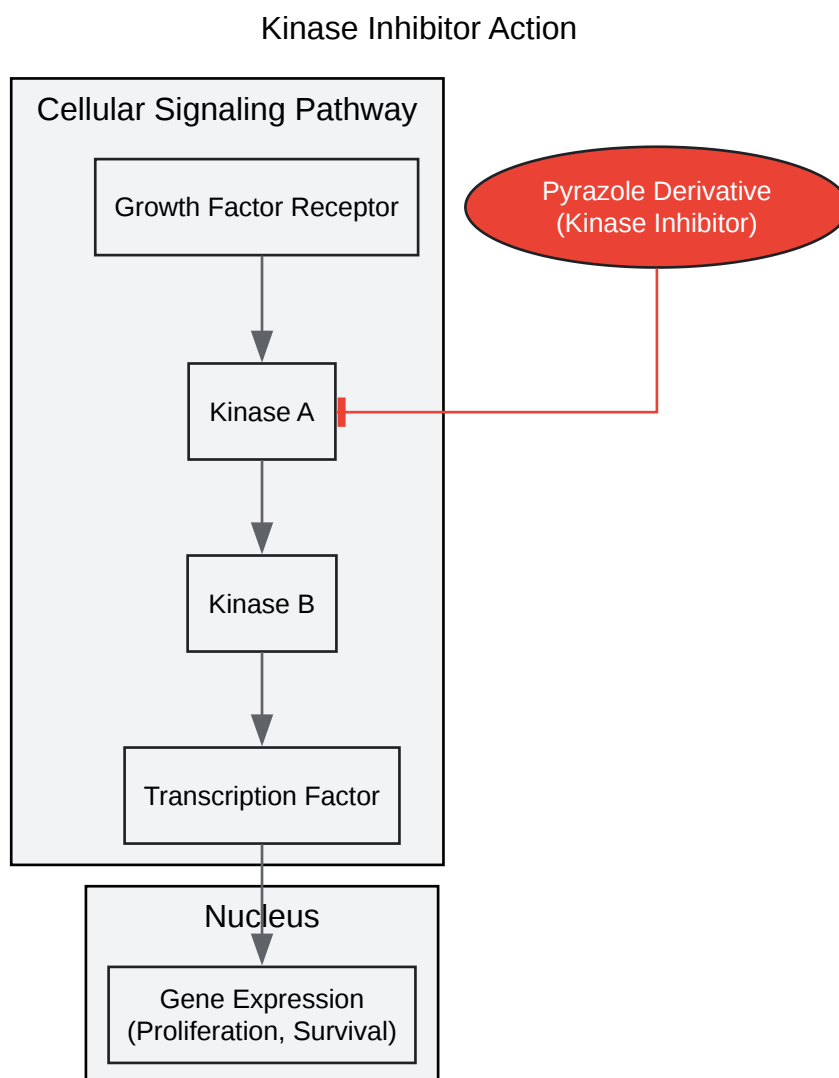 Kinase Inhibitor Action
Cellular Signaling Pathway
Growth Factor Receptor
Pyrazole Derivative
(Kinase Inhibitor)
Kinase A
Kinase B
Transcription Factor
Nucleus
Gene Expression
(Proliferation, Survival)